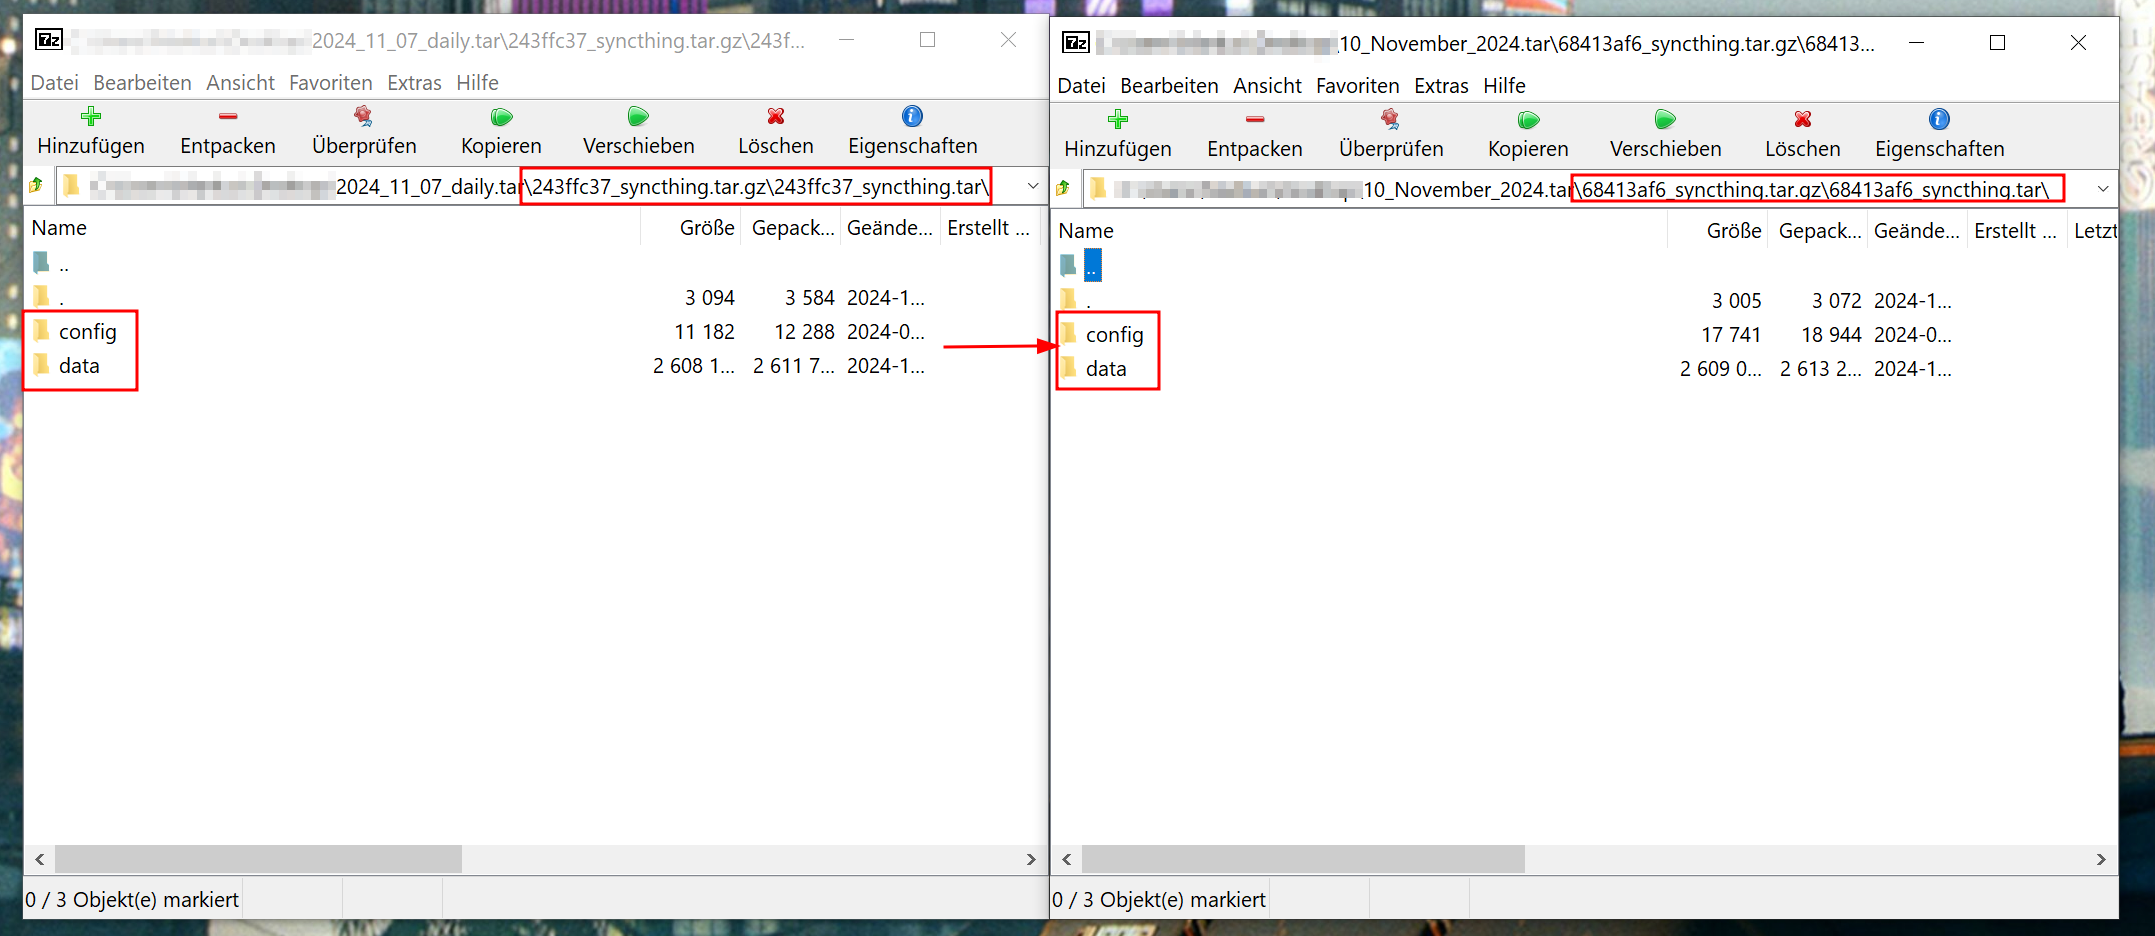 2024_11_07_daily.tar\243ffc37_syncthing.tar.gz\243f...
Datei Bearbeiten Ansicht Favoriten Extras Hilfe
Hinzufügen Entpacken Überprüfen Kopieren Verschieben Löschen Eigenschaften
2024_11_07_daily.tar\243ffc37_syncthing.tar.gz\243ffc37_syncthing.tar\
Name Größe Gepack... Geände... Erstellt ...
..
. 3 094 3 584 2024-1...
config 11 182 12 288 2024-0...
data 2 608 1... 2 611 7... 2024-1...
0 / 3 Objekt(e) markiert
\10_November_2024.tar\68413af6_syncthing.tar.gz\68413...
Datei Bearbeiten Ansicht Favoriten Extras Hilfe
Hinzufügen Entpacken Überprüfen Kopieren Verschieben Löschen Eigenschaften
10_November_2024.tar\68413af6_syncthing.tar.gz\68413af6_syncthing.tar\
Name Größe Gepack... Geände... Erstellt ... Letzt
..
. 3 005 3 072 2024-1...
config 17 741 18 944 2024-0...
data 2 609 0... 2 613 2... 2024-1...
0 / 3 Objekt(e) markiert